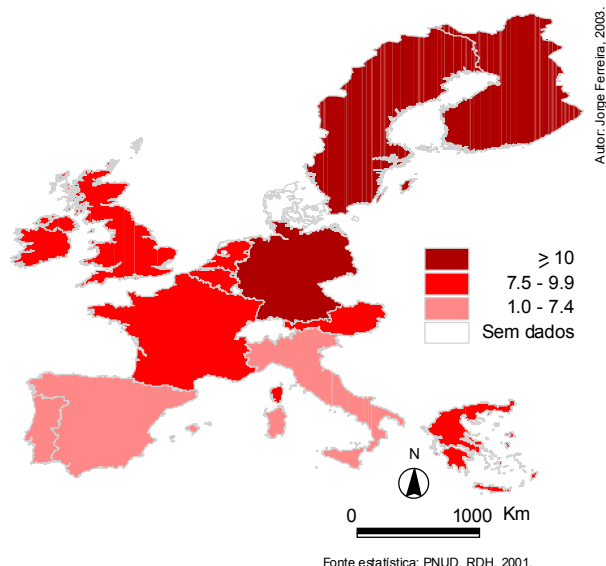 Autor: Jorge Ferreira, 2003.
⩾ 10
7.5 - 9.9
1.0 - 7.4
Sem dados
N
0 1000 Km
Fonte estatística: PNUD, RDH, 2001.